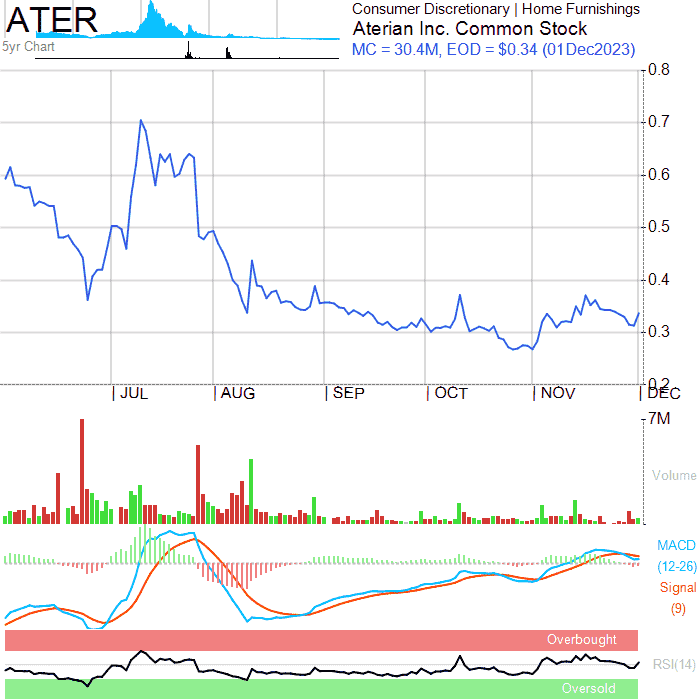 ATER
5yr Chart
Consumer Discretionary | Home Furnishings
Aterian Inc. Common Stock
MC = 30.4M, EOD = $0.34 (01Dec2023)
0.8
0.7
0.6
0.5
0.4
0.3
0.2
| JUL | AUG | SEP | OCT | NOV | DEC
7M
Volume
MACD
(12-26)
Signal
(9)
Overbought
RSI(14)
Oversold